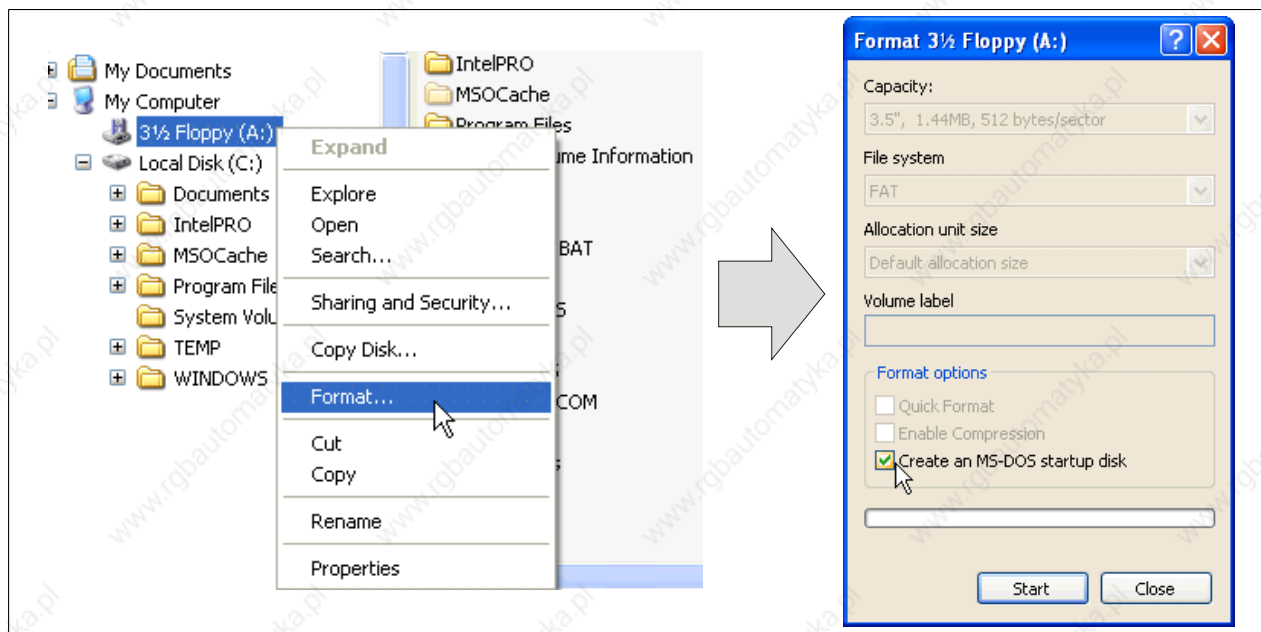 My Documents
My Computer
3½ Floppy (A:)
Local Disk (C:)
Documents
IntelPRO
MSOCache
Program File
System Volu
TEMP
WINDOWS
Expand
Explore
Open
Search...
Sharing and Security...
Copy Disk...
Format...
Cut
Copy
Rename
Properties
IntelPRO
MSOCache
Program Files
ume Information
BAT
S
COM
s
Format 3½ Floppy (A:)
Capacity:
3.5", 1.44MB, 512 bytes/sector
File system
FAT
Allocation unit size
Default allocation size
Volume label
Format options
Quick Format
Enable Compression
Create an MS-DOS startup disk
Start
Close
www.rgbautomatyka.pl